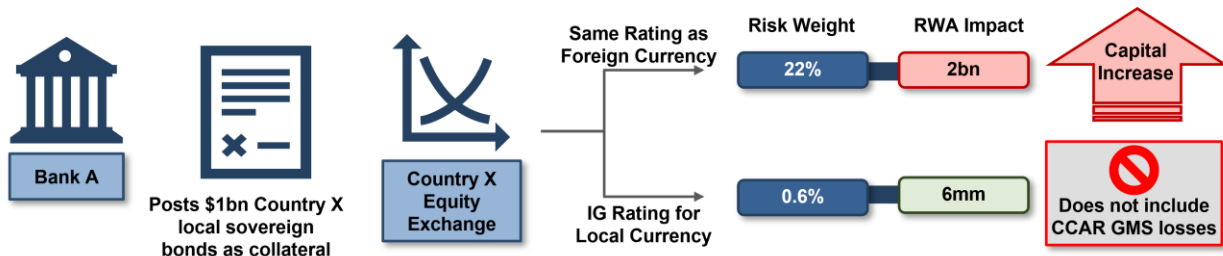 Bank A
Posts $1bn Country X
local sovereign
bonds as collateral
Country X
Equity
Exchange
Same Rating as
Foreign Currency
IG Rating for
Local Currency
Risk Weight
RWA Impact
22%
2bn
0.6%
6mm
Capital
Increase
Does not include
CCAR GMS losses